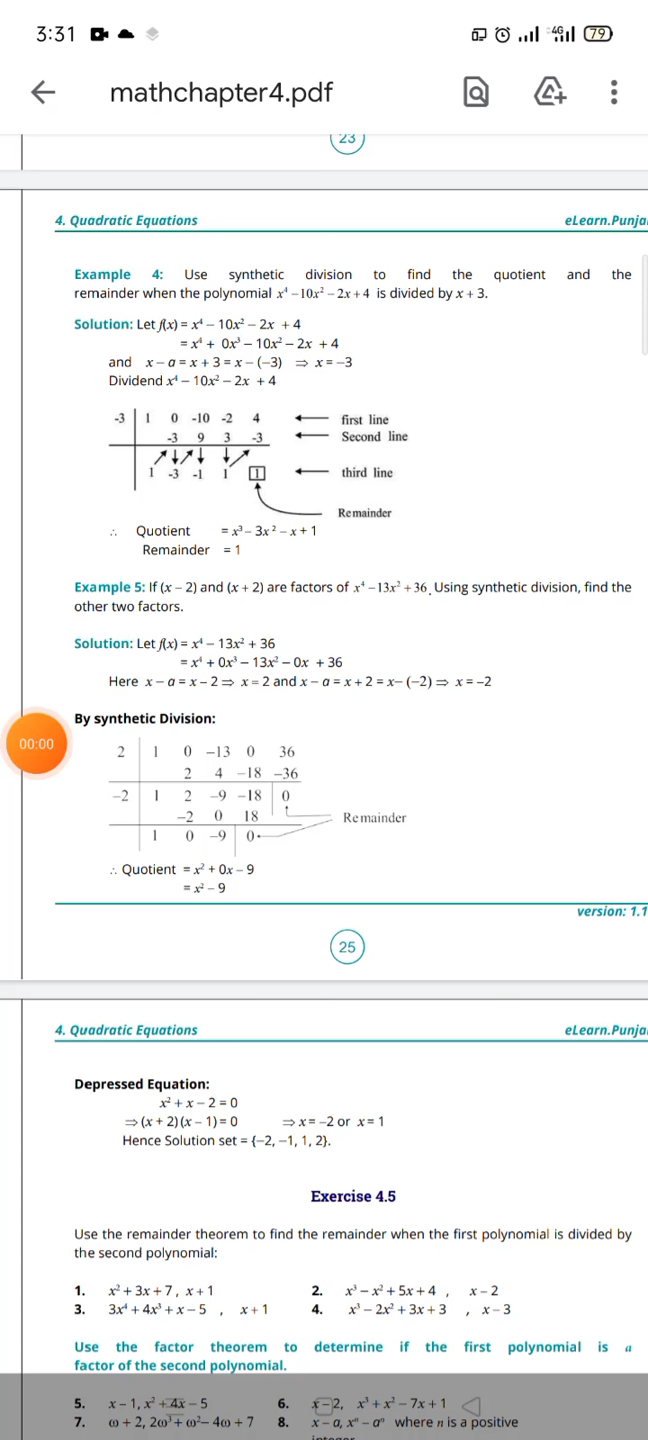 3:31 4G 79
mathchapter4.pdf
23
4. Quadratic Equations eLearn.Punja
Example 4: Use synthetic division to find the quotient and the
remainder when the polynomial x⁴ – 10x² – 2x + 4 is divided by x + 3.
Solution: Let f(x) = x⁴ – 10x² – 2x + 4
= x⁴ + 0x³ – 10x² – 2x + 4
and x – a = x + 3 = x – (–3) ⇒ x = –3
Dividend x⁴ – 10x² – 2x + 4
-3 1 0 -10 -2 4 first line
-3 9 3 -3 Second line
1 -3 -1 1 1 third line
Remainder
∴ Quotient = x³ – 3x² – x + 1
Remainder = 1
Example 5: If (x – 2) and (x + 2) are factors of x⁴ – 13x² + 36. Using synthetic division, find the
other two factors.
Solution: Let f(x) = x⁴ – 13x² + 36
= x⁴ + 0x³ – 13x² – 0x + 36
Here x – a = x – 2 ⇒ x = 2 and x – a = x + 2 = x– (–2) ⇒ x = –2
By synthetic Division:
00:00
2 1 0 –13 0 36
2 4 –18 –36
–2 1 2 –9 –18 0
–2 0 18 Remainder
1 0 –9 0
∴ Quotient = x² + 0x – 9
= x² – 9
version: 1.1
25
4. Quadratic Equations eLearn.Punja
Depressed Equation:
x² + x – 2 = 0
⇒ (x + 2)(x – 1) = 0 ⇒ x = –2 or x = 1
Hence Solution set = {–2, –1, 1, 2}.
Exercise 4.5
Use the remainder theorem to find the remainder when the first polynomial is divided by
the second polynomial:
1. x² + 3x + 7 , x + 1 2. x³ – x² + 5x + 4 , x – 2
3. 3x⁴ + 4x³ + x – 5 , x + 1 4. x³ – 2x² + 3x + 3 , x – 3
Use the factor theorem to determine if the first polynomial is a
factor of the second polynomial.
5. x – 1, x² + 4x – 5 6. x – 2, x³ + x² – 7x + 1
7. ω + 2, 2ω³ + ω² – 4ω + 7 8. x – a, xⁿ – aⁿ where n is a positive